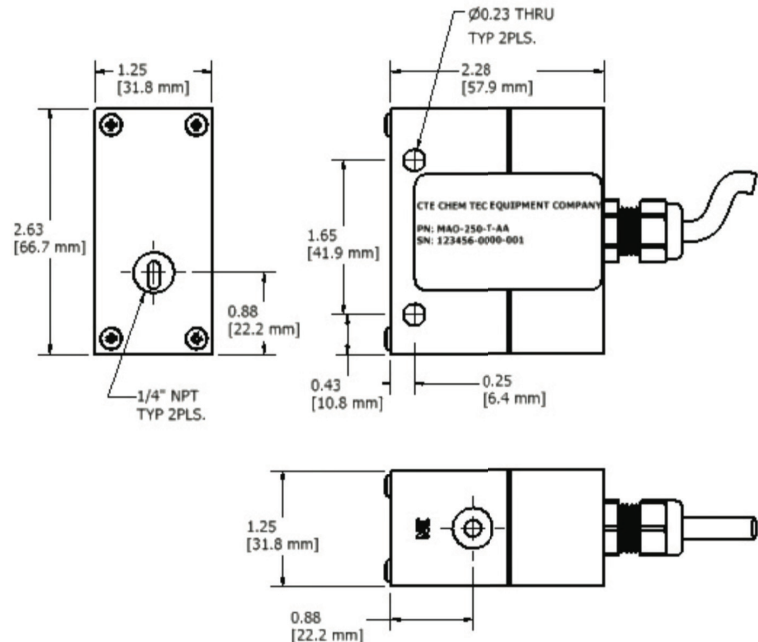 Ø0.23 THRU
TYP 2PLS.
1.25
[31.8 mm]
2.28
[57.9 mm]
2.63
[66.7 mm]
1.65
[41.9 mm]
CTE CHEM TEC EQUIPMENT COMPANY
PN: MAO-250-T-AA
SN: 123456-0000-001
0.88
[22.2 mm]
1/4" NPT
TYP 2PLS.
0.43
[10.8 mm]
0.25
[6.4 mm]
1.25
[31.8 mm]
0.88
[22.2 mm]